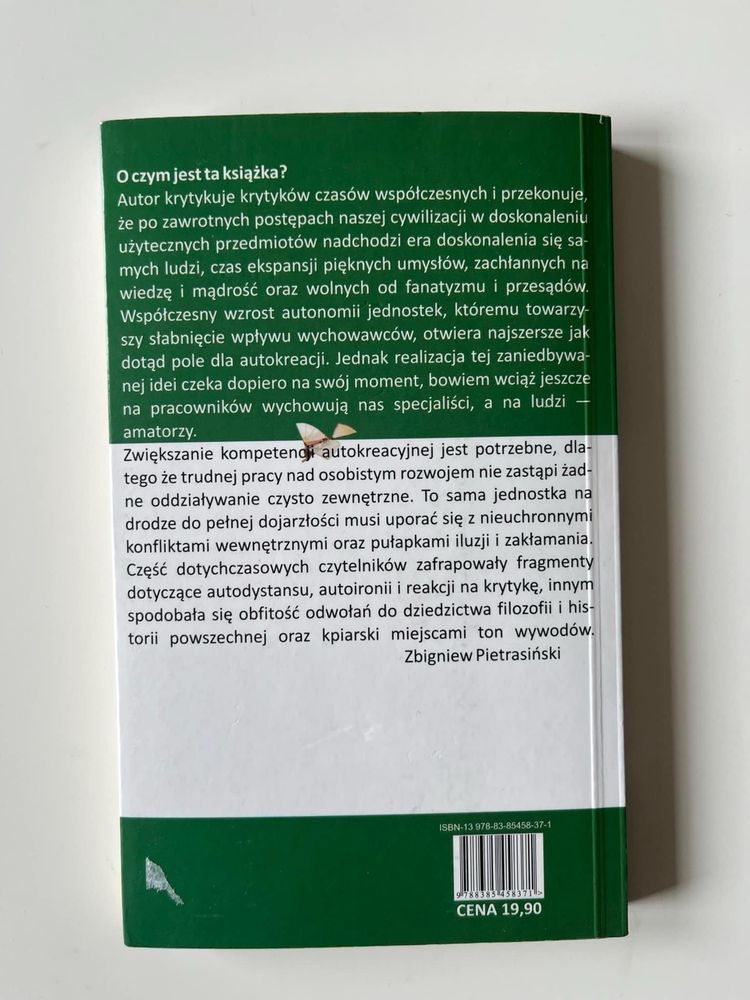 O czym jest ta książka?
Autor krytykuje krytyków czasów współczesnych i przekonuje,
że po zawrotnych postępach naszej cywilizacji w doskonaleniu
użytecznych przedmiotów nadchodzi era doskonalenia się sa-
mych ludzi, czas ekspansji pięknych umysłów, zachłannych na
wiedzę i mądrość oraz wolnych od fanatyzmu i przesądów.
Współczesny wzrost autonomii jednostek, któremu towarzy-
szy słabnięcie wpływu wychowawców, otwiera najszersze jak
dotąd pole dla autokreacji. Jednak realizacja tej zaniedbywa-
nej idei czeka dopiero na swój moment, bowiem wciąż jeszcze
na pracowników wychowują nas specjaliści, a na ludzi —
amatorzy.
Zwiększanie kompetencji autokreacyjnej jest potrzebne, dla-
tego że trudnej pracy nad osobistym rozwojem nie zastąpi żad-
ne oddziaływanie czysto zewnętrzne. To sama jednostka na
drodze do pełnej dojarzłości musi uporać się z nieuchronnymi
konfliktami wewnętrznymi oraz pułapkami iluzji i zakłamania.
Część dotychczasowych czytelników zafrapowały fragmenty
dotyczące autodystansu, autoironii i reakcji na krytykę, innym
spodobała się obfitość odwołań do dziedzictwa filozofii i his-
torii powszechnej oraz kpiarski miejscami ton wywodów.
Zbigniew Pietrasiński
ISBN-13 978-83-85458-37-1
9 788385 458371 >
CENA 19,90